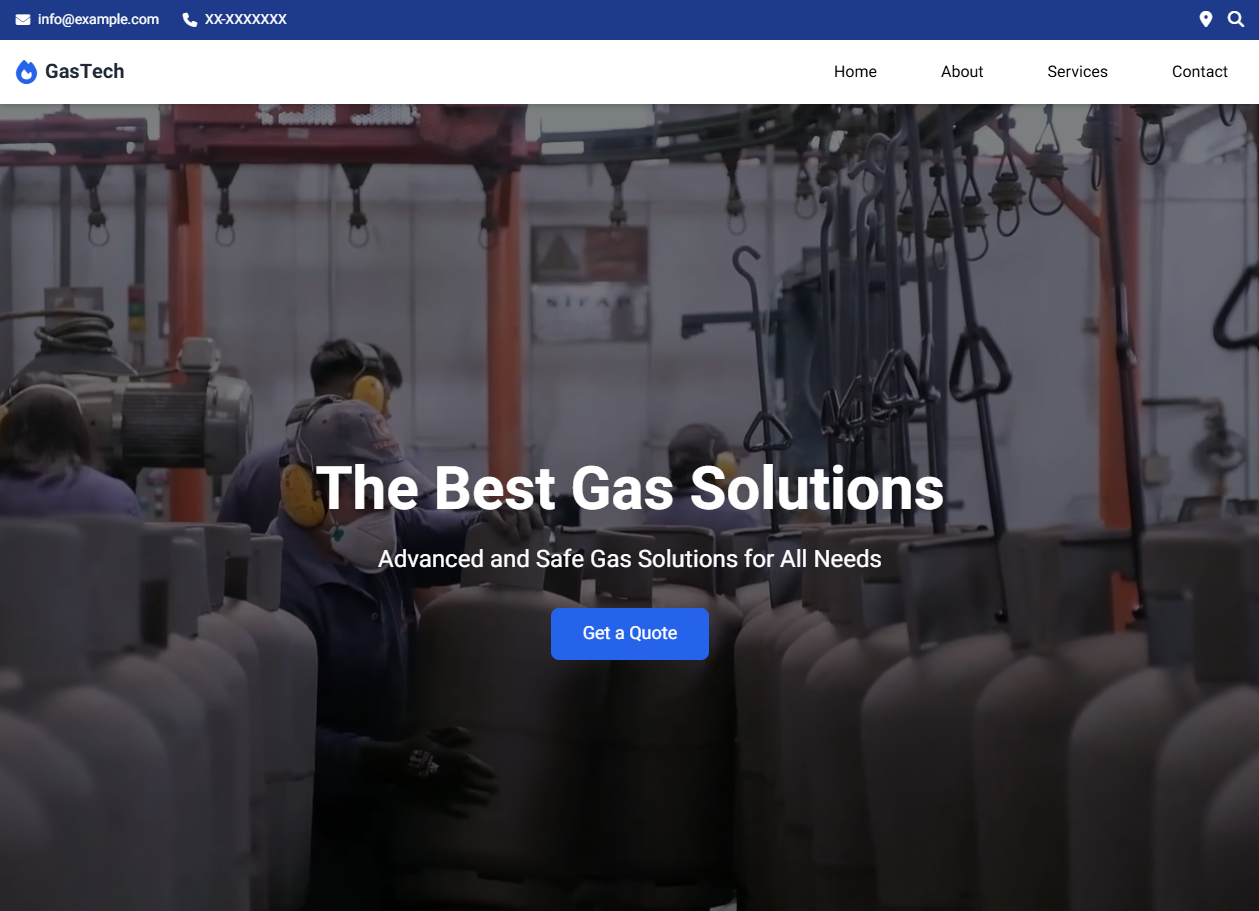 info@example.com XX-XXXXXXX
GasTech
Home About Services Contact
The Best Gas Solutions
Advanced and Safe Gas Solutions for All Needs
Get a Quote